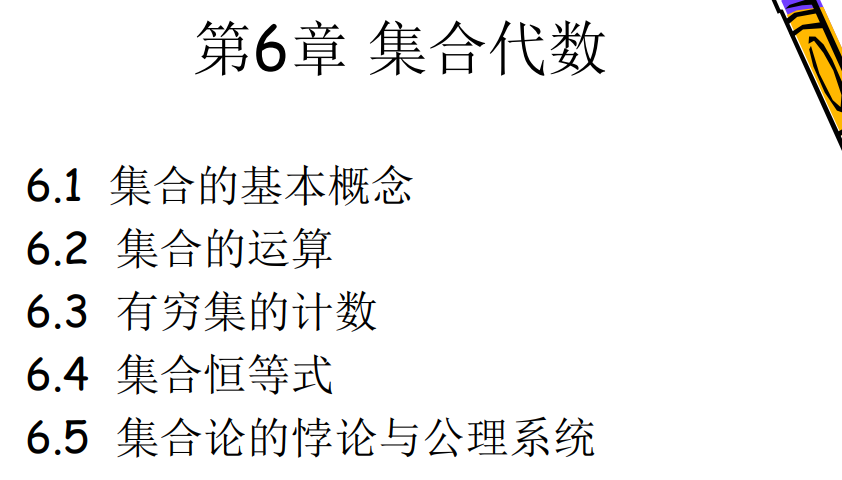 第6章 集合代数
6.1 集合的基本概念
6.2 集合的运算
6.3 有穷集的计数
6.4 集合恒等式
6.5 集合论的悖论与公理系统